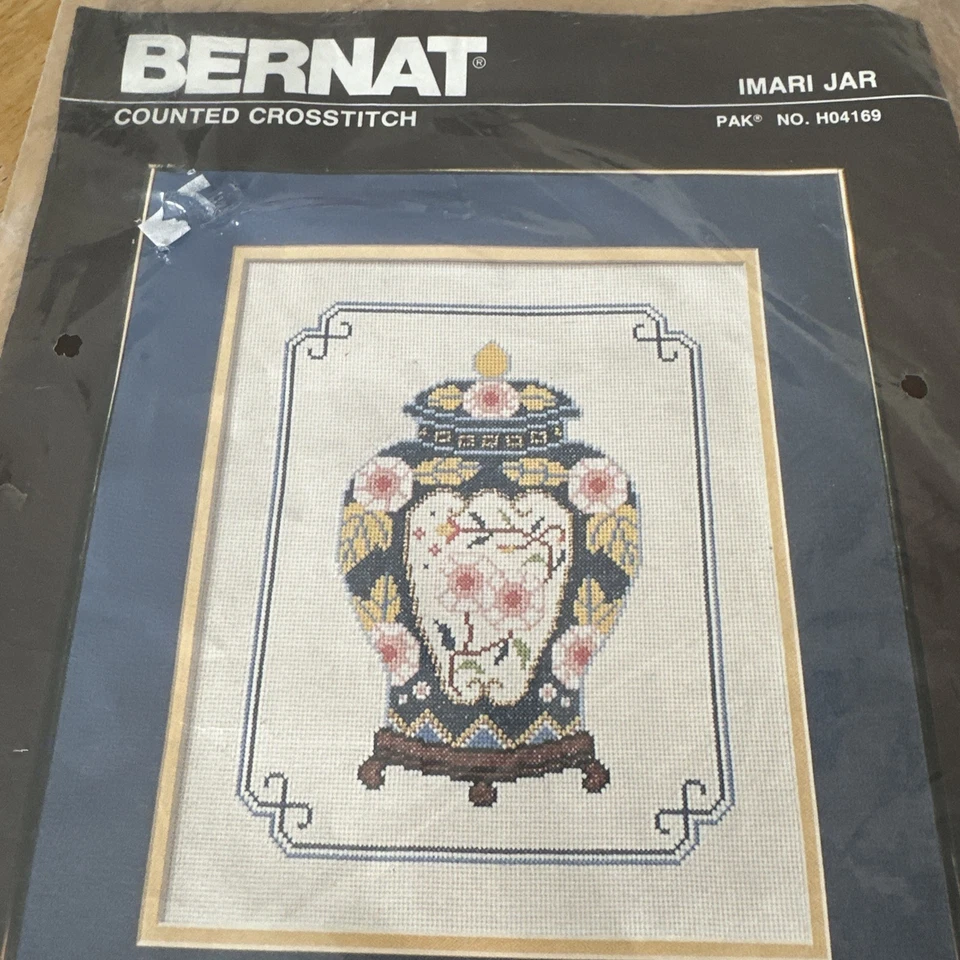 BERNAT®
IMARI JAR
COUNTED CROSSTITCH
PAK® NO. H04169